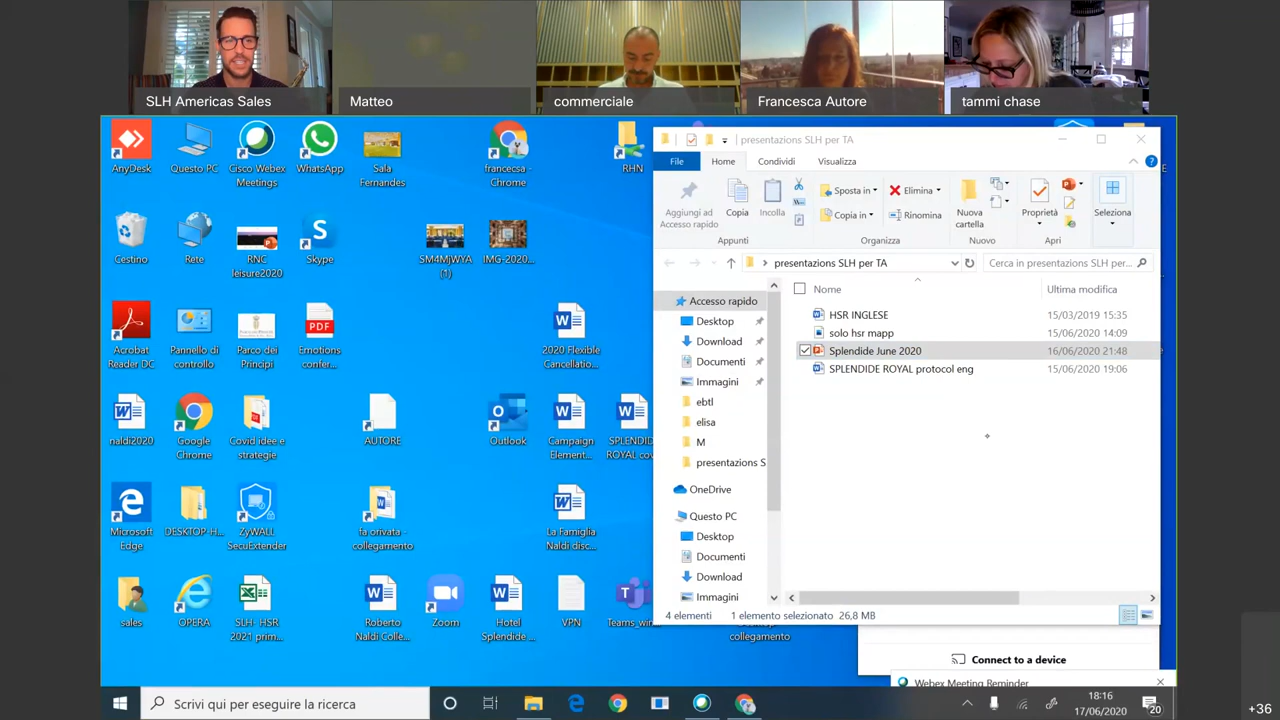 SLH Americas Sales
Matteo
commerciale
Francesca Autore
tammi chase
AnyDesk
Questo PC
Cisco Webex
Meetings
WhatsApp
Sala
Fernandes
francecsa -
Chrome
RHN
Cestino
Rete
RNC
leisure2020
Skype
SM4MjWYA
(1)
IMG-2020...
Acrobat
Reader DC
Pannello di
controllo
Parco dei
Principi
PDF
Emotions
confer...
2020 Flexible
Cancellatio...
naldi2020
Google
Chrome
Covid idee e
strategie
AUTORE
Outlook
Campaign
Element...
SPLENDID
ROYAL cov
Microsoft
Edge
DESKTOP-H...
ZyWALL
SecuExtender
fa orivata -
collegamento
La Famiglia
Naldi disc...
sales
OPERA
SLH- HSR
2021 prim...
Roberto
Naldi Colle...
Zoom
Hotel
Splendide ...
VPN
Teams_win...
collegamento
presentazioni SLH per TA
File
Home
Condividi
Visualizza
Aggiungi ad
Accesso rapido
Copia
Incolla
Sposta in
Copia in
Elimina
Rinomina
Nuova
cartella
Proprietà
Seleziona
Appunti
Organizza
Nuovo
Apri
presentazions SLH per TA
Cerca in presentazions SLH per...
Accesso rapido
Desktop
Download
Documenti
Immagini
ebtl
elisa
M
presentazions S
OneDrive
Questo PC
Desktop
Documenti
Download
Immagini
Nome
Ultima modifica
HSR INGLESE
15/03/2019 15:35
solo hsr mapp
15/06/2020 14:09
Splendide June 2020
16/06/2020 21:48
SPLENDIDE ROYAL protocol eng
15/06/2020 19:06
4 elementi
1 elemento selezionato 26,8 MB
Connect to a device
Webex Meeting Reminder
Scrivi qui per eseguire la ricerca
18:16
17/06/2020
20
+36